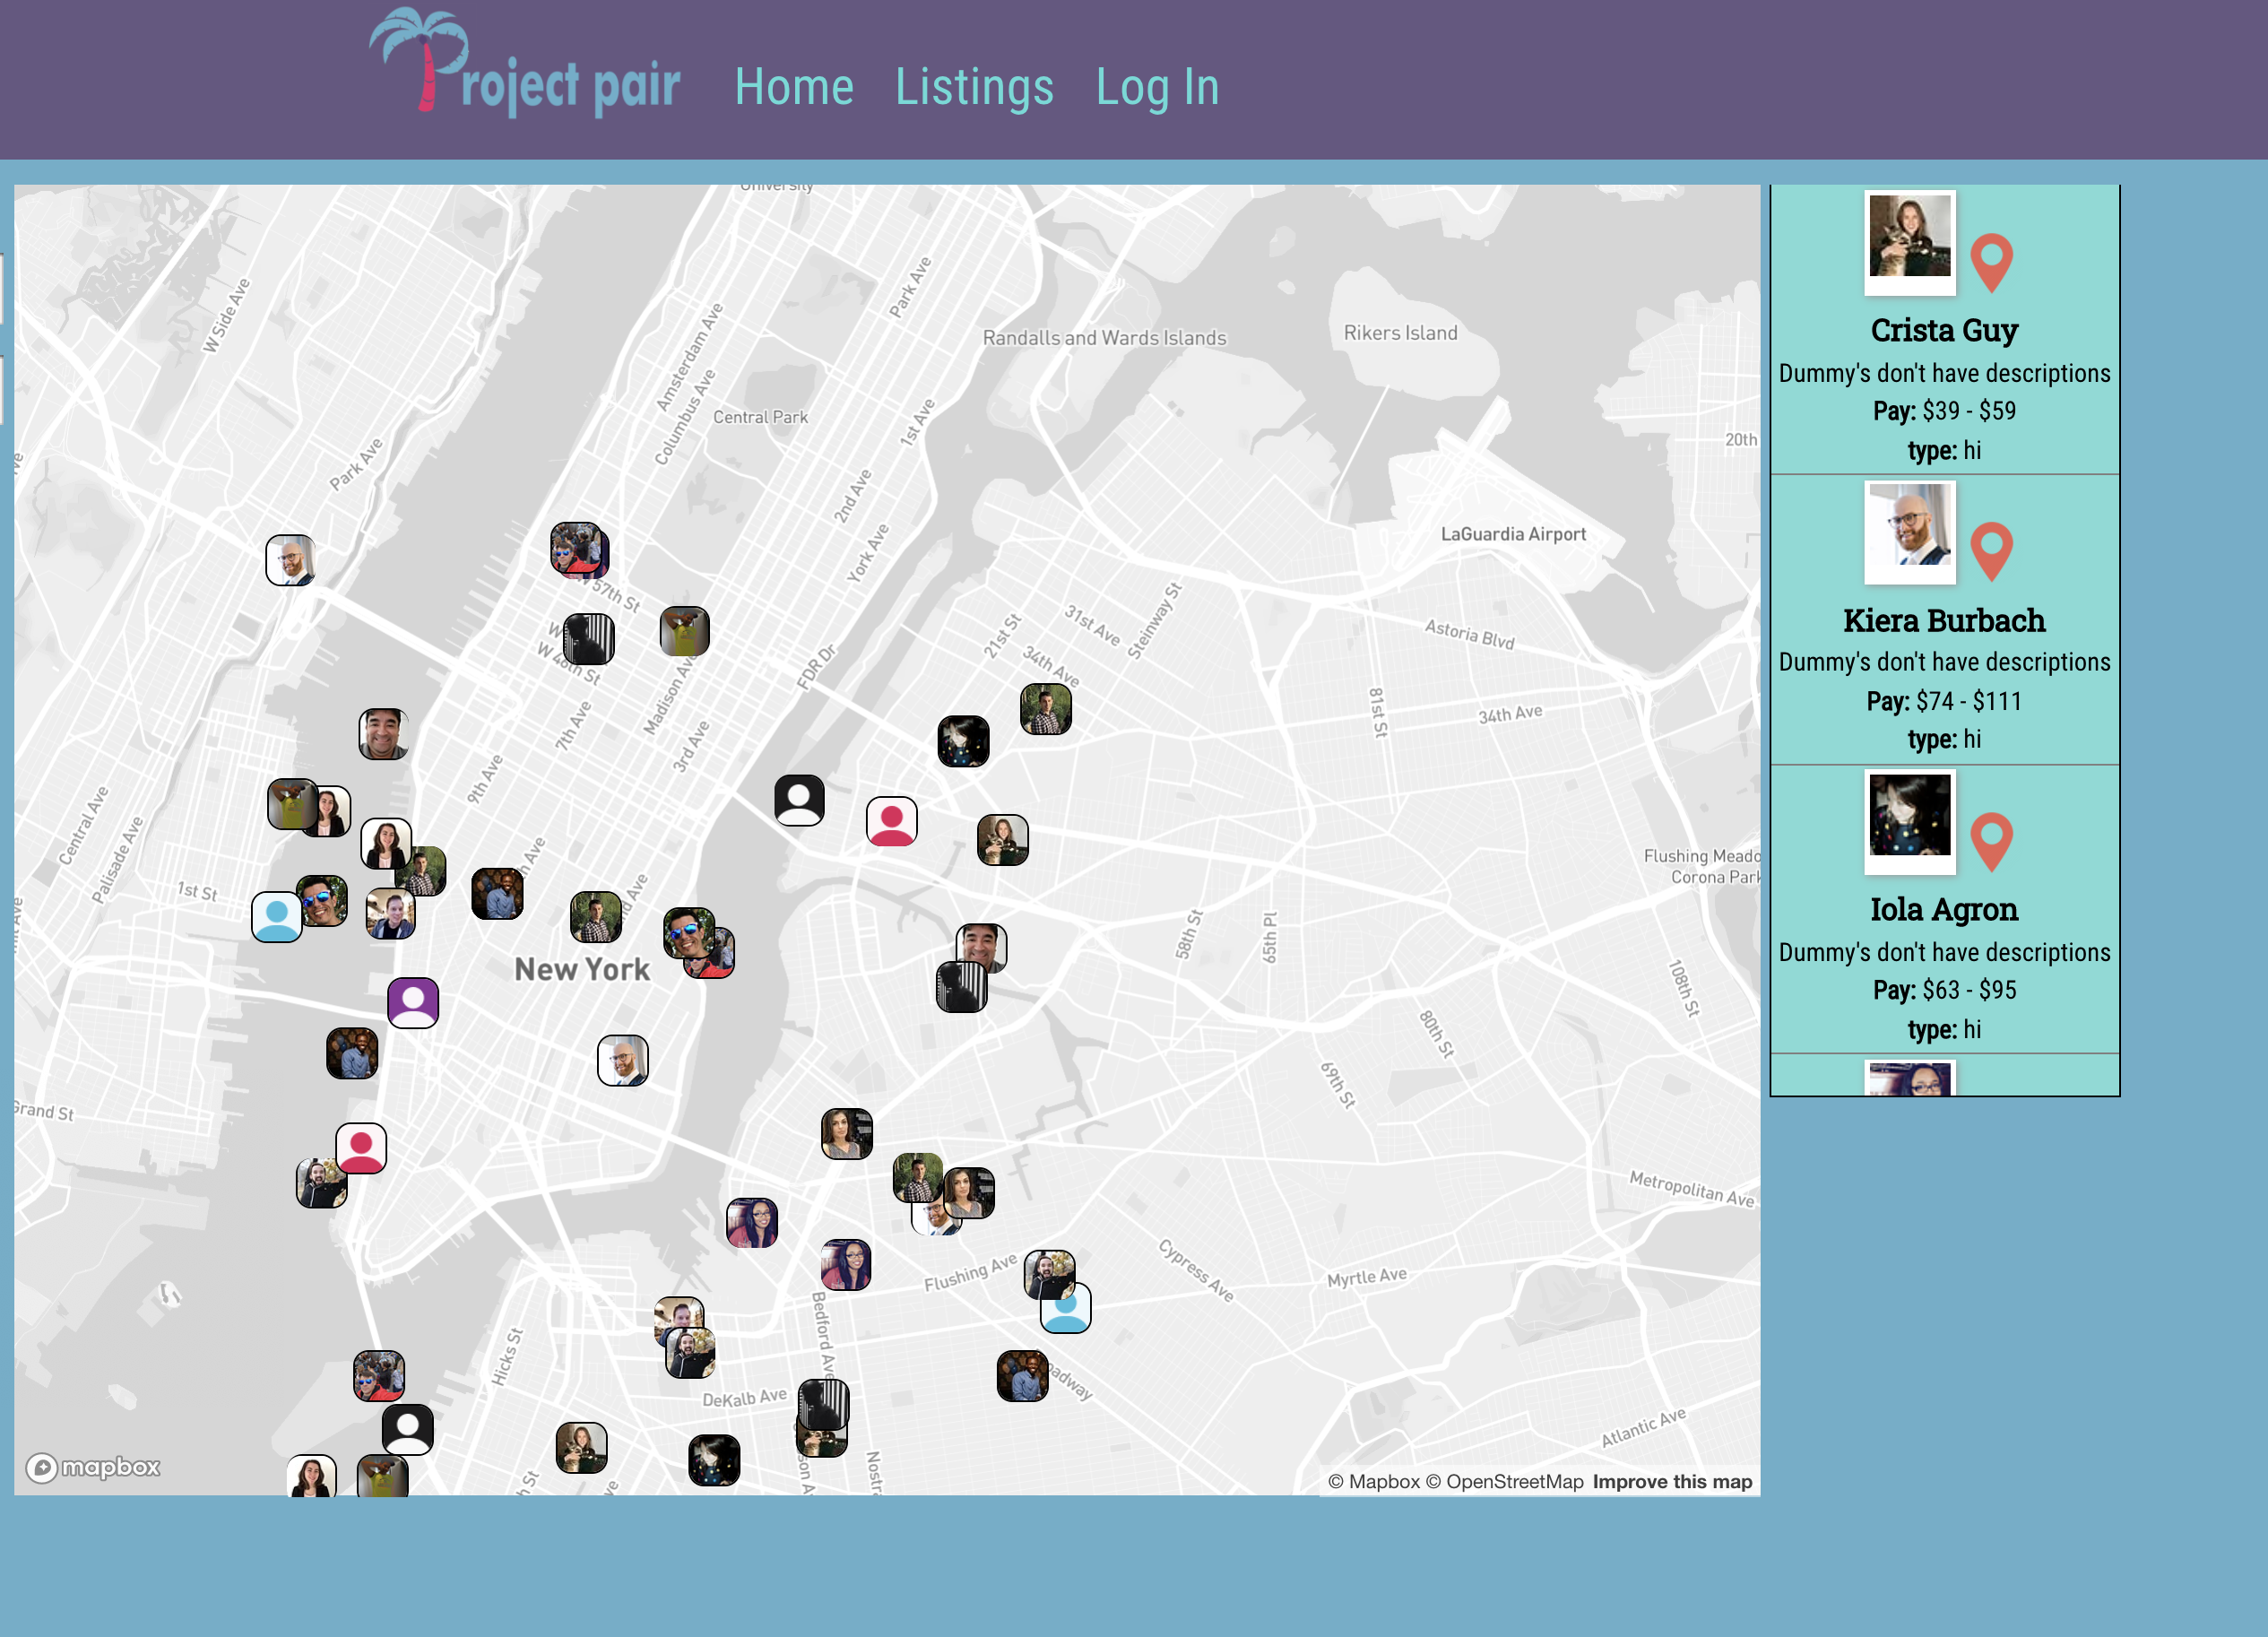 Project pair
Home Listings Log In
University
W Side Ave
Park Ave
Amsterdam Ave
Columbus Ave
Central Park
Park Ave
1st Ave
2nd Ave
York Ave
Randalls and Wards Islands
Rikers Island
LaGuardia Airport
20th
W 57th St
W 46th St
Madison Ave
7th Ave
9th Ave
3rd Ave
FDR Dr
21st St
31st Ave
34th Ave
Steinway St
Astoria Blvd
81st St
34th Ave
Central Ave
Palisade Ave
1st St
New York
58th St
65th Pl
Flushing Meado
Corona Park
108th St
80th St
69th St
Grand St
Metropolitan Ave
Flushing Ave
Cypress Ave
Myrtle Ave
Bedford Ave
Hicks St
DeKalb Ave
Atlantic Ave
Nostra
mapbox
© Mapbox © OpenStreetMap Improve this map
Crista Guy
Dummy's don't have descriptions
Pay: $39 - $59
type: hi
Kiera Burbach
Dummy's don't have descriptions
Pay: $74 - $111
type: hi
Iola Agron
Dummy's don't have descriptions
Pay: $63 - $95
type: hi